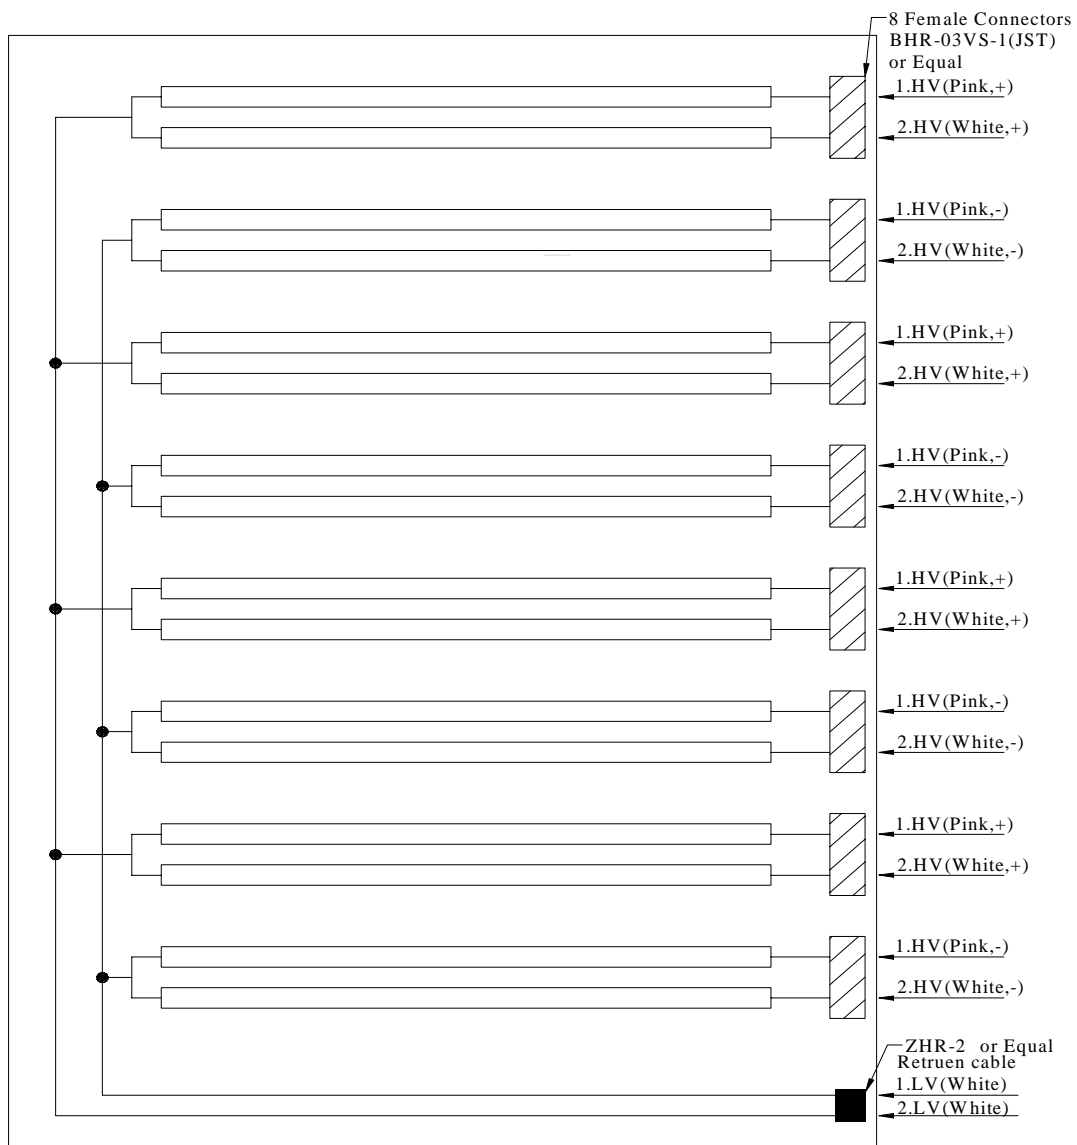 8 Female Connectors
BHR-03VS-1(JST)
or Equal
1.HV(Pink,+)
2.HV(White,+)
1.HV(Pink,-)
2.HV(White,-)
1.HV(Pink,+)
2.HV(White,+)
1.HV(Pink,-)
2.HV(White,-)
1.HV(Pink,+)
2.HV(White,+)
1.HV(Pink,-)
2.HV(White,-)
1.HV(Pink,+)
2.HV(White,+)
1.HV(Pink,-)
2.HV(White,-)
ZHR-2 or Equal
Retruen cable
1.LV(White)
2.LV(White)